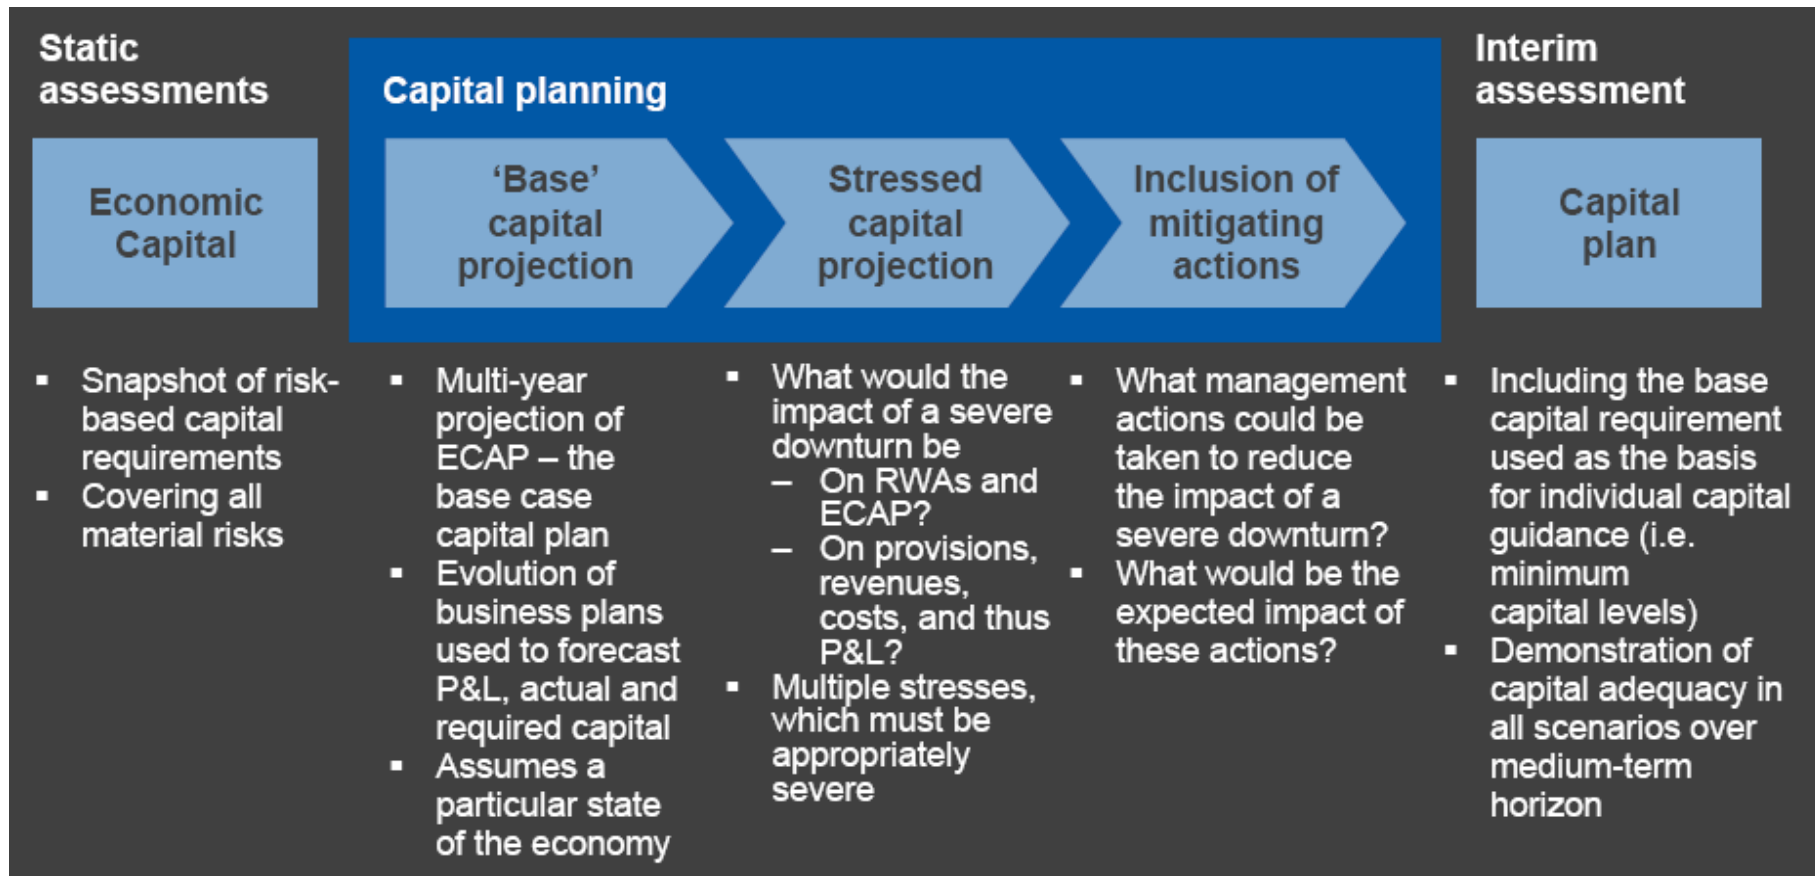 Static
assessments
Capital planning
Interim
assessment
Economic
Capital
‘Base’
capital
projection
Stressed
capital
projection
Inclusion of
mitigating
actions
Capital
plan
▪ Snapshot of risk-
based capital
requirements
▪ Covering all
material risks
▪ Multi-year
projection of
ECAP – the
base case
capital plan
▪ Evolution of
business plans
used to forecast
P&L, actual and
required capital
▪ Assumes a
particular state
of the economy
▪ What would the
impact of a severe
downturn be
– On RWAs and
ECAP?
– On provisions,
revenues,
costs, and thus
P&L?
▪ Multiple stresses,
which must be
appropriately
severe
▪ What management
actions could be
taken to reduce
the impact of a
severe downturn?
▪ What would be the
expected impact of
these actions?
▪ Including the base
capital requirement
used as the basis
for individual capital
guidance (i.e.
minimum
capital levels)
▪ Demonstration of
capital adequacy in
all scenarios over
medium-term
horizon